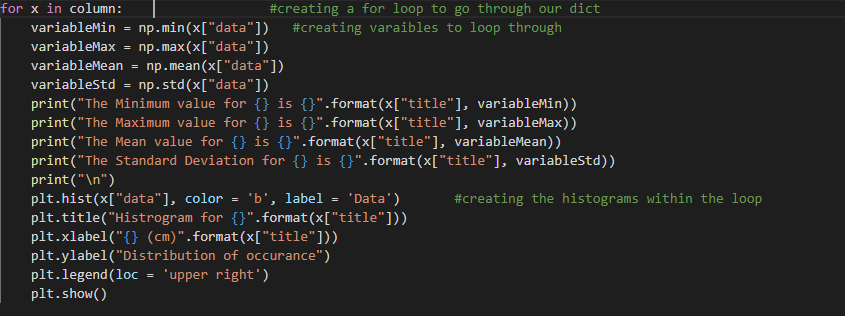 for x in column:                   #creating a for loop to go through our dict
    variableMin = np.min(x["data"])   #creating varaibles to loop through
    variableMax = np.max(x["data"])
    variableMean = np.mean(x["data"])
    variableStd = np.std(x["data"])
    print("The Minimum value for {} is {}".format(x["title"], variableMin))
    print("The Maximum value for {} is {}".format(x["title"], variableMax))
    print("The Mean value for {} is {}".format(x["title"], variableMean))
    print("The Standard Deviation for {} is {}".format(x["title"], variableStd))
    print("\n")
    plt.hist(x["data"], color = 'b', label = 'Data')       #creating the histograms within the loop
    plt.title("Histrogram for {}".format(x["title"]))
    plt.xlabel("{} (cm)".format(x["title"]))
    plt.ylabel("Distribution of occurance")
    plt.legend(loc = 'upper right')
    plt.show()